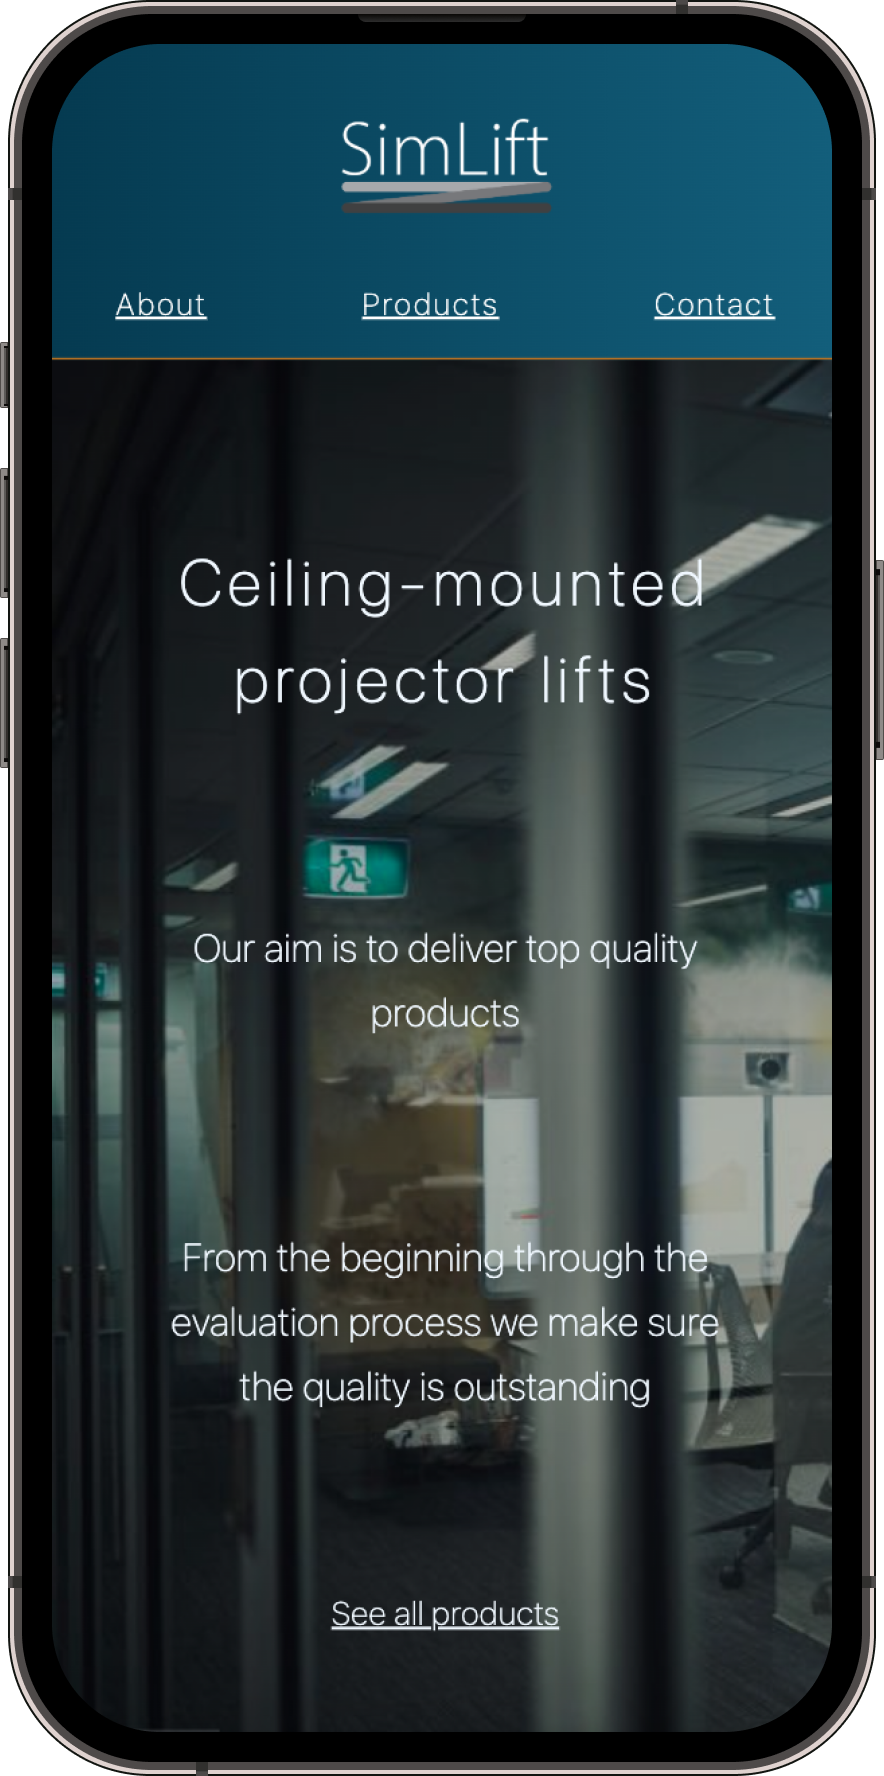 SimLift
About Products Contact
Ceiling-mounted
projector lifts
Our aim is to deliver top quality
products
From the beginning through the
evaluation process we make sure
the quality is outstanding
See all products